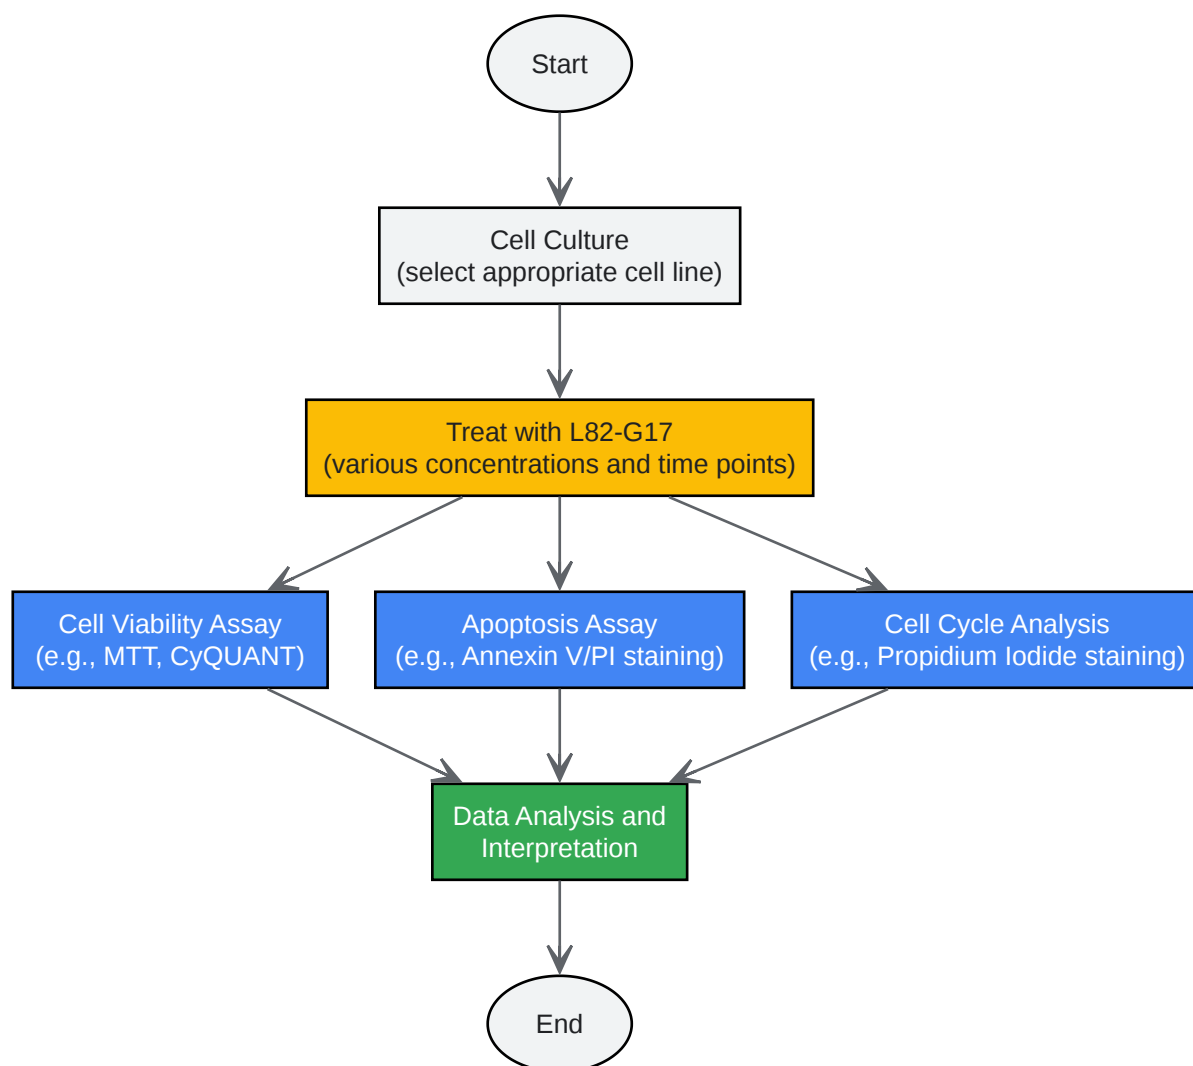 Start
Cell Culture
(select appropriate cell line)
Treat with L82-G17
(various concentrations and time points)
Cell Viability Assay
(e.g., MTT, CyQUANT)
Apoptosis Assay
(e.g., Annexin V/PI staining)
Cell Cycle Analysis
(e.g., Propidium Iodide staining)
Data Analysis and
Interpretation
End